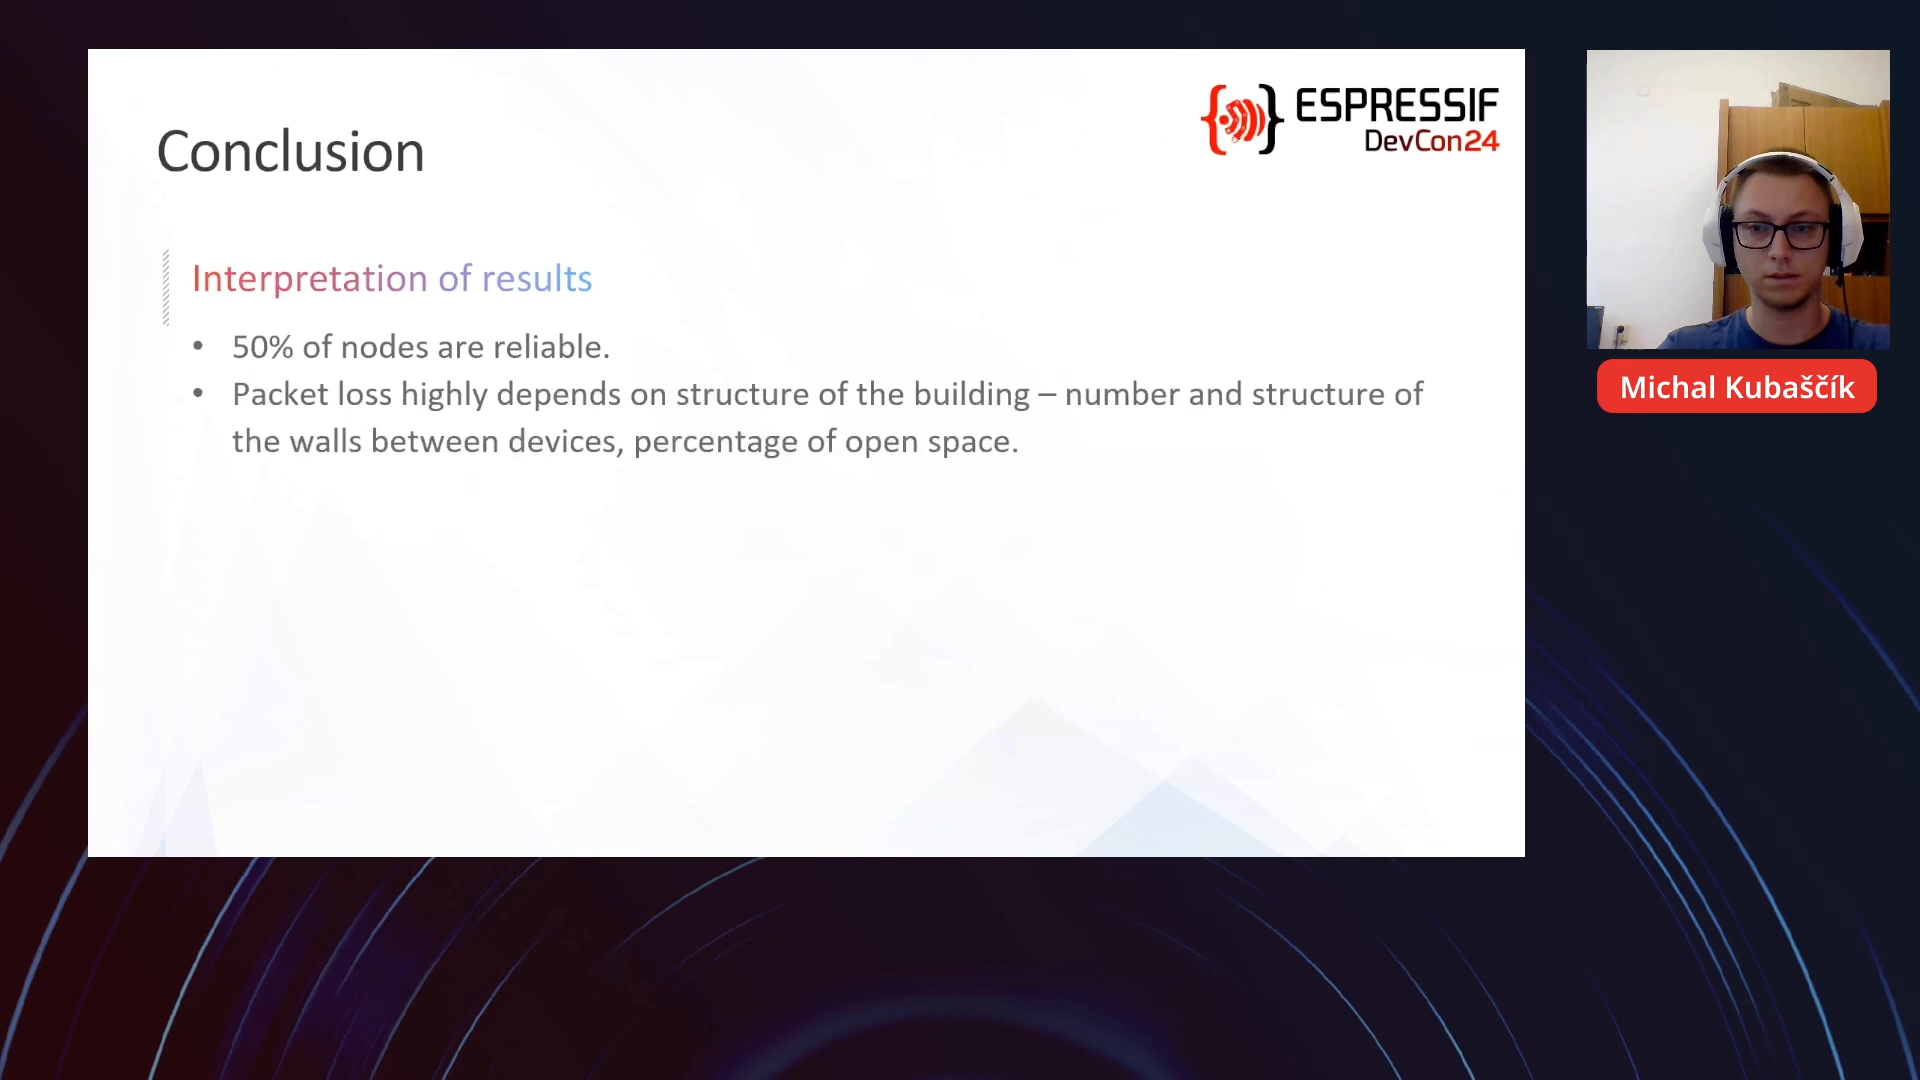 Conclusion
ESPRESSIF
DevCon24
Interpretation of results
• 50% of nodes are reliable.
• Packet loss highly depends on structure of the building – number and structure of
the walls between devices, percentage of open space.
Michal Kubaščík